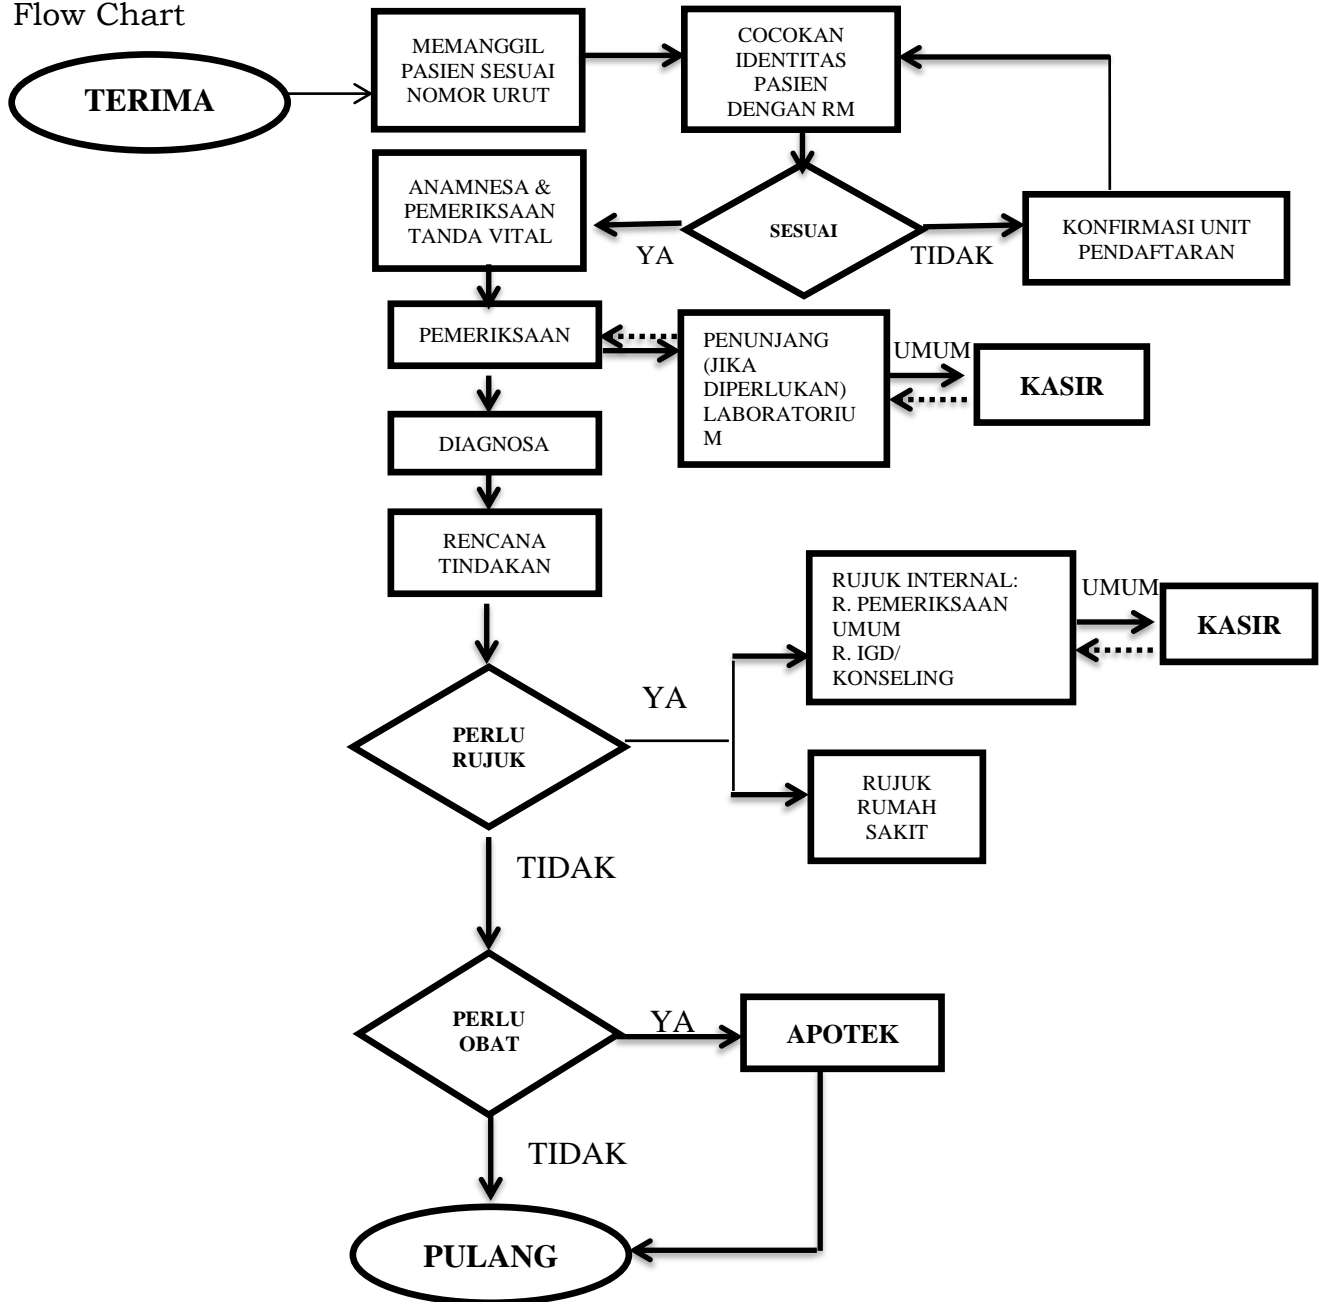 Flow Chart
TERIMA
MEMANGGIL
PASIEN SESUAI
NOMOR URUT
COCOKAN
IDENTITAS
PASIEN
DENGAN RM
ANAMNESA &
PEMERIKSAAN
TANDA VITAL
YA
SESUAI
TIDAK
KONFIRMASI UNIT
PENDAFTARAN
PEMERIKSAAN
PENUNJANG
(JIKA
DIPERLUKAN)
LABORATORIU
M
UMUM
KASIR
DIAGNOSA
RENCANA
TINDAKAN
RUJUK INTERNAL:
R. PEMERIKSAAN
UMUM
R. IGD/
KONSELING
UMUM
KASIR
PERLU
RUJUK
YA
RUJUK
RUMAH
SAKIT
TIDAK
PERLU
OBAT
YA
APOTEK
TIDAK
PULANG